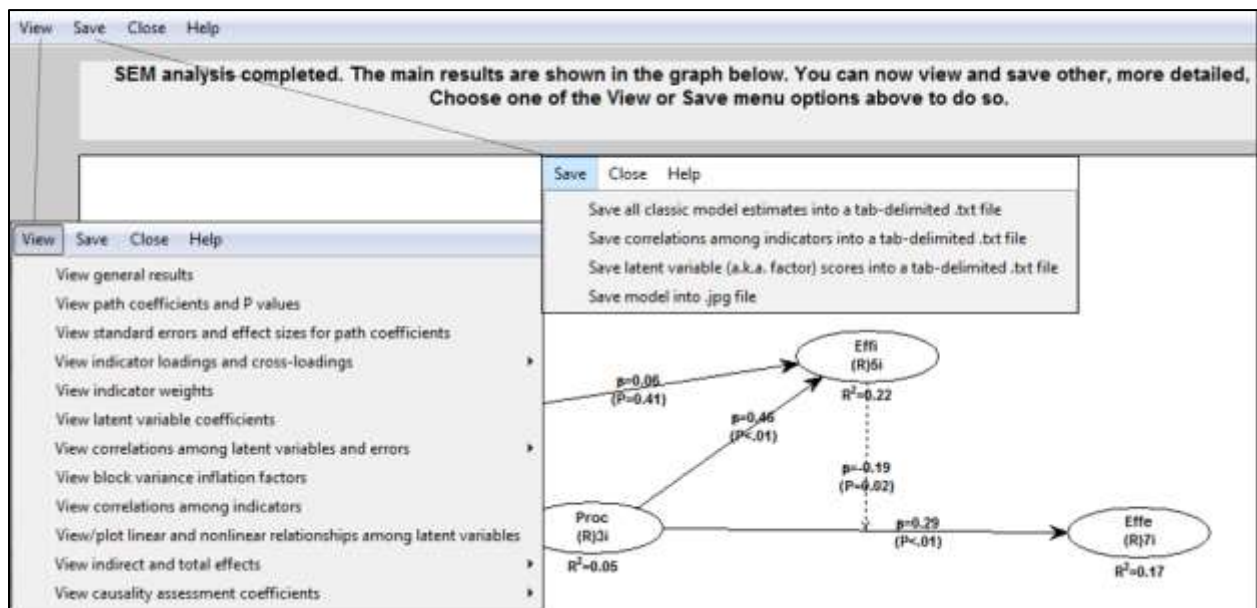 View Save Close Help
SEM analysis completed. The main results are shown in the graph below. You can now view and save other, more detailed,
Choose one of the View or Save menu options above to do so.
Save Close Help
Save all classic model estimates into a tab-delimited .txt file
Save correlations among indicators into a tab-delimited .txt file
Save latent variable (a.k.a. factor) scores into a tab-delimited .txt file
Save model into .jpg file
View Save Close Help
View general results
View path coefficients and P values
View standard errors and effect sizes for path coefficients
View indicator loadings and cross-loadings
View indicator weights
View latent variable coefficients
View correlations among latent variables and errors
View block variance inflation factors
View correlations among indicators
View/plot linear and nonlinear relationships among latent variables
View indirect and total effects
View causality assessment coefficients
Effi
(R)5i
R²=0.22
β=0.06
(P=0.41)
β=0.46
(P<.01)
β=-0.19
(P=0.02)
Proc
(R)3i
R²=0.05
β=0.29
(P<.01)
Effe
(R)7i
R²=0.17